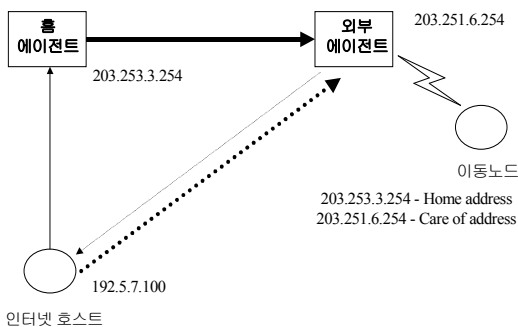 홈
에이전트
외부
에이전트
203.251.6.254
203.253.3.254
이동노드
203.253.3.254 - Home address
203.251.6.254 - Care of address
192.5.7.100
인터넷 호스트